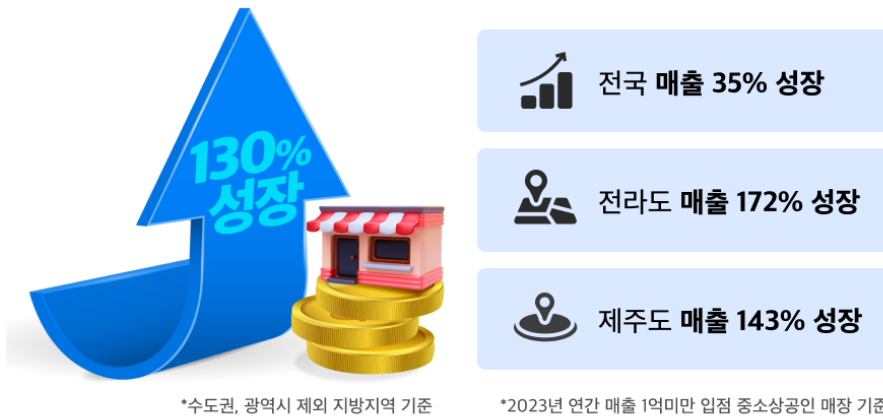 130%
성장
전국 매출 35% 성장
전라도 매출 172% 성장
제주도 매출 143% 성장
*수도권, 광역시 제외 지방지역 기준
*2023년 연간 매출 1억미만 입점 중소상공인 매장 기준